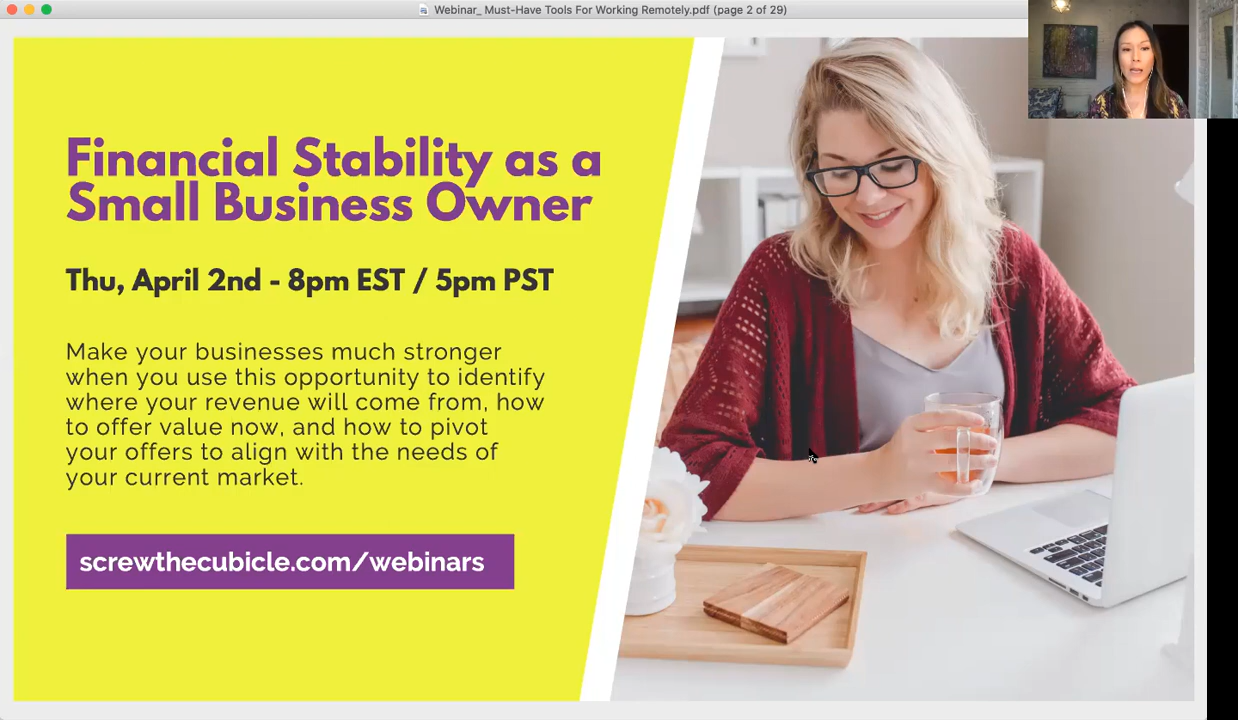 Webinar_ Must-Have Tools For Working Remotely.pdf (page 2 of 29)
Financial Stability as a
Small Business Owner
Thu, April 2nd - 8pm EST / 5pm PST
Make your businesses much stronger
when you use this opportunity to identify
where your revenue will come from, how
to offer value now, and how to pivot
your offers to align with the needs of
your current market.
screwthecubicle.com/webinars